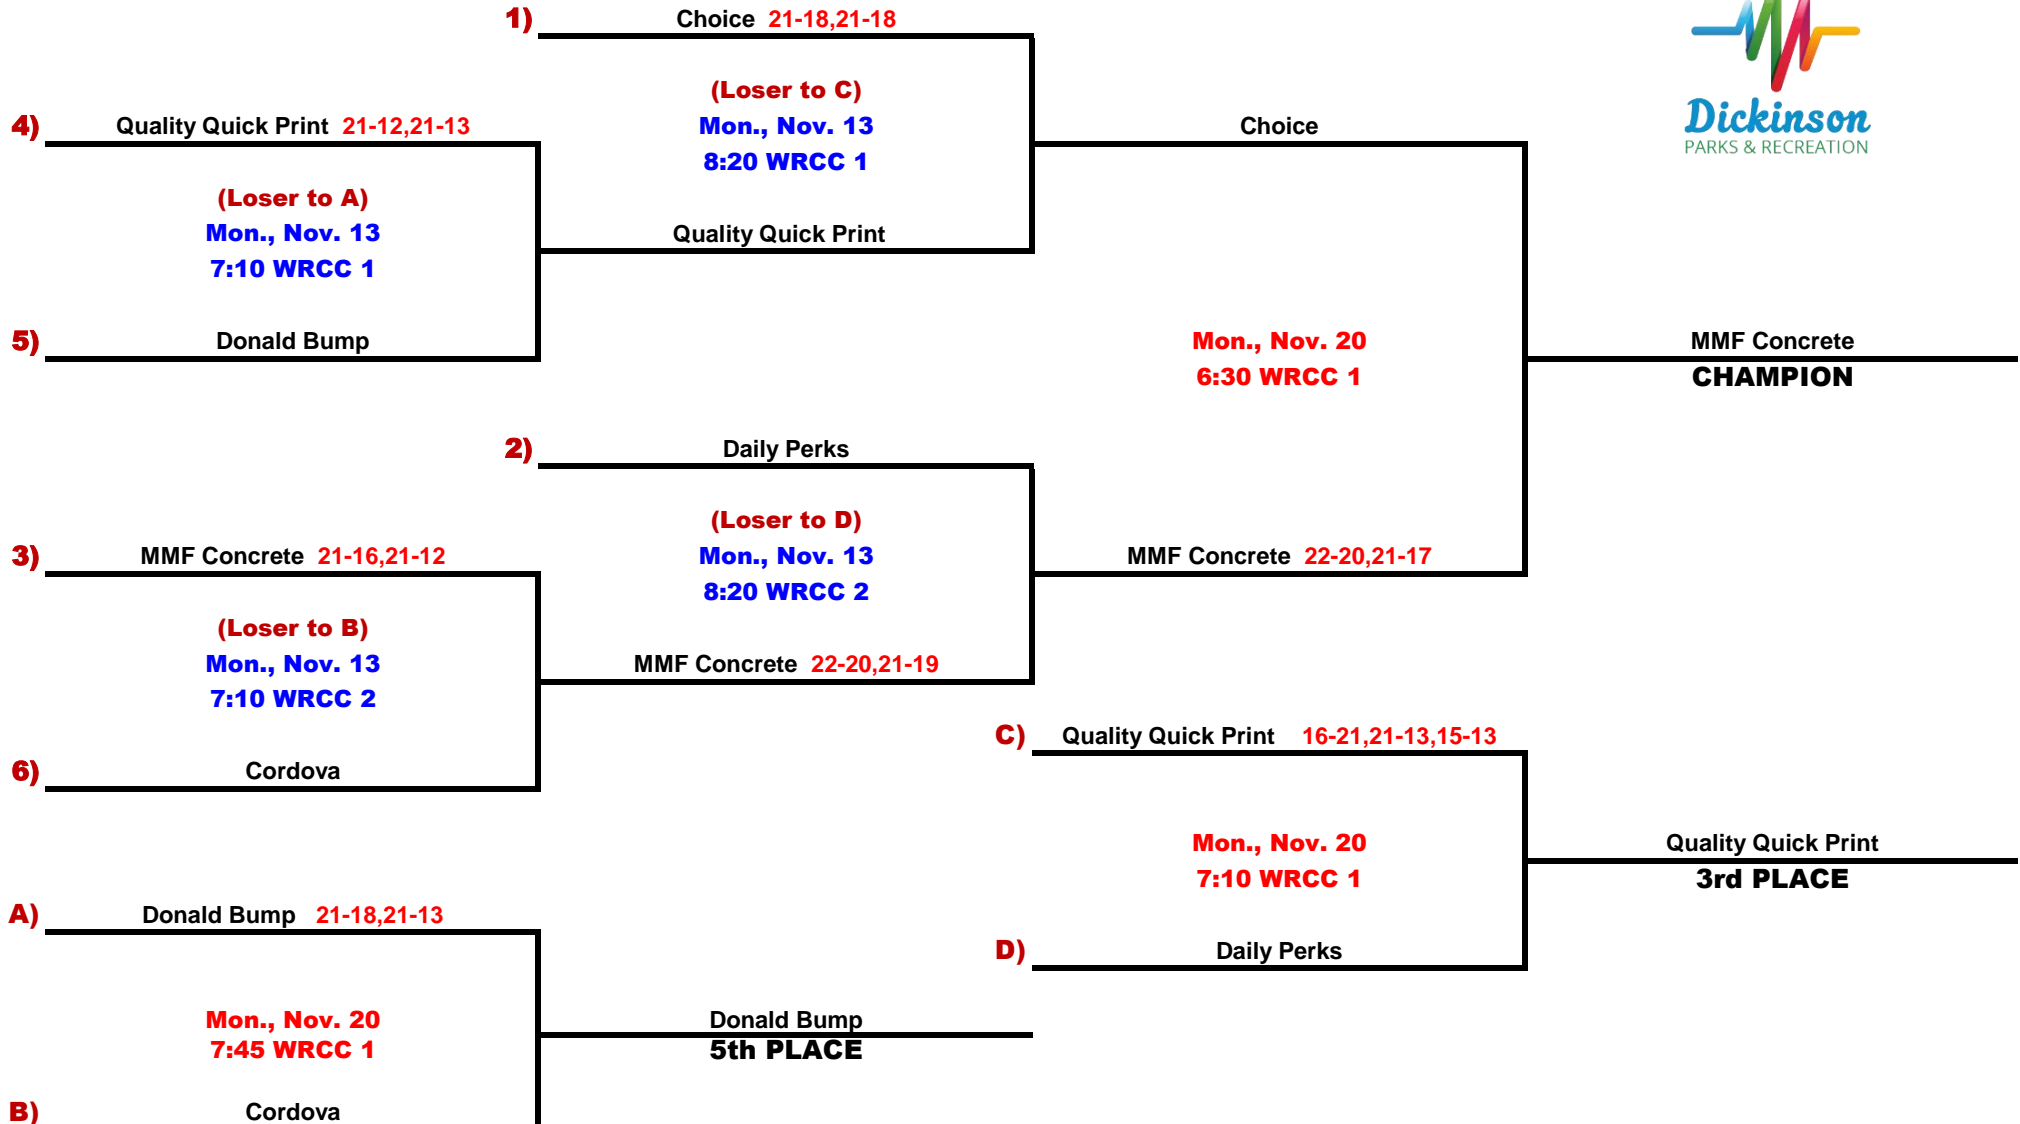 1) Choice 21-18,21-18
(Loser to C)
Mon., Nov. 13
8:20 WRCC 1
Dickinson
PARKS & RECREATION
4) Quality Quick Print 21-12,21-13
Choice
(Loser to A)
Mon., Nov. 13
7:10 WRCC 1
Quality Quick Print
5) Donald Bump
Mon., Nov. 20
6:30 WRCC 1
MMF Concrete
CHAMPION
2) Daily Perks
(Loser to D)
Mon., Nov. 13
8:20 WRCC 2
3) MMF Concrete 21-16,21-12
MMF Concrete 22-20,21-17
(Loser to B)
Mon., Nov. 13
7:10 WRCC 2
MMF Concrete 22-20,21-19
C) Quality Quick Print 16-21,21-13,15-13
6) Cordova
Mon., Nov. 20
7:10 WRCC 1
Quality Quick Print
3rd PLACE
A) Donald Bump 21-18,21-13
D) Daily Perks
Mon., Nov. 20
7:45 WRCC 1
Donald Bump
5th PLACE
B) Cordova